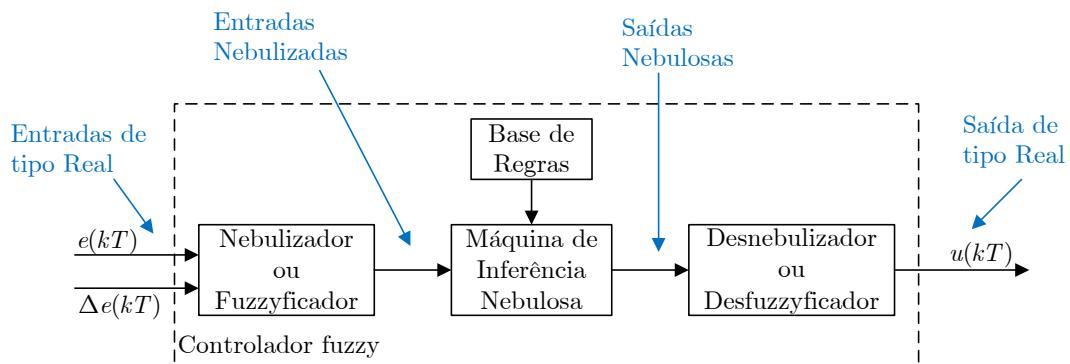 Entradas
Nebulizadas
Saídas
Nebulosas
Entradas de
tipo Real
Base de
Regras
Saída de
tipo Real
e(kT)
Δe(kT)
Nebulizador
ou
Fuzzyficador
Máquina de
Inferência
Nebulosa
Desnebulizador
ou
Desfuzzyficador
u(kT)
Controlador fuzzy